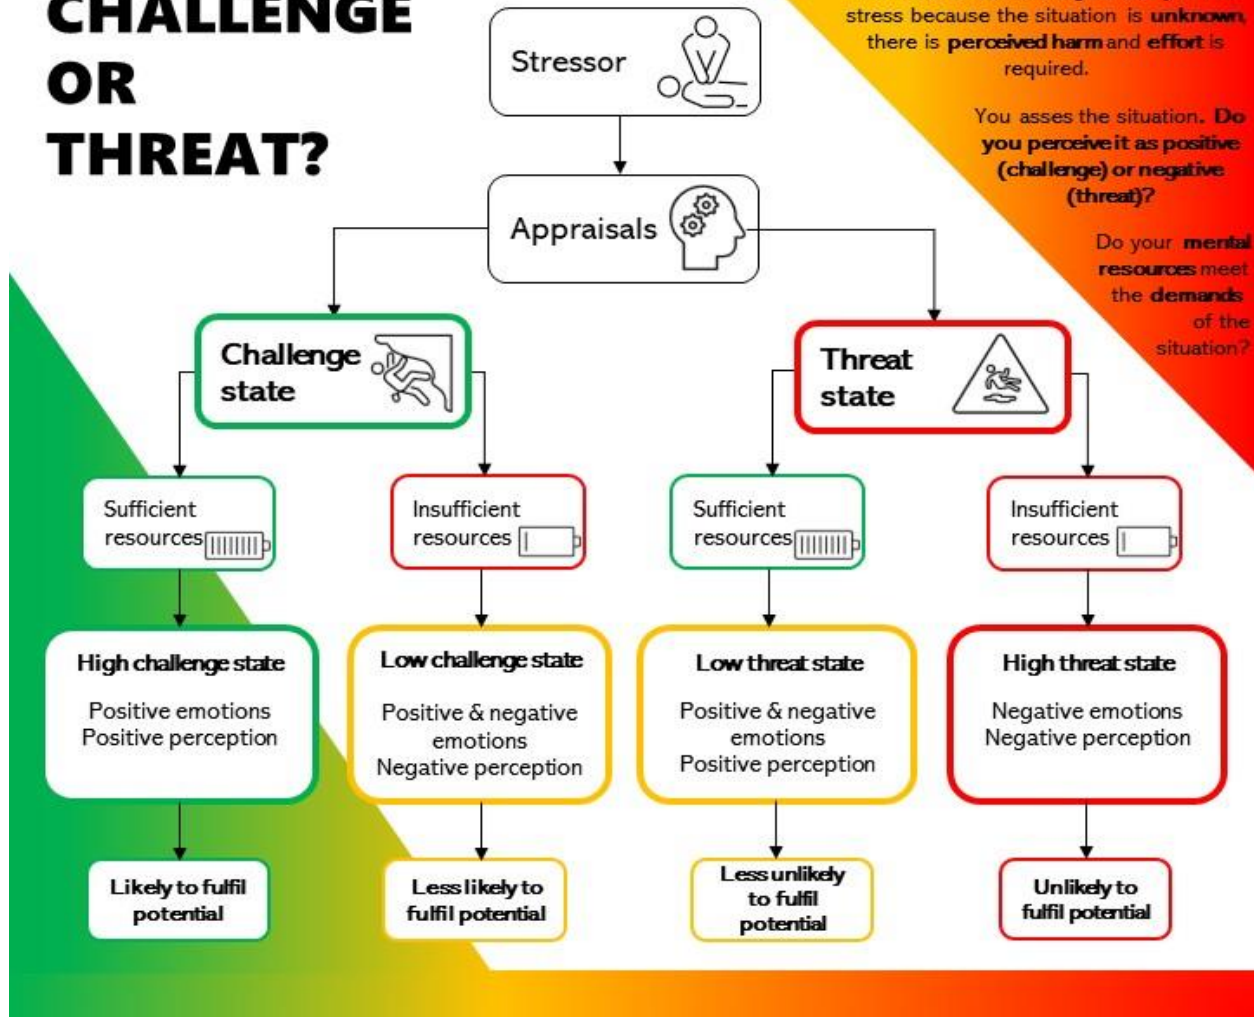 CHALLENGE
OR
THREAT?
stress because the situation is unknown,
there is perceived harm and effort is
required.
You asses the situation. Do
you perceive it as positive
(challenge) or negative
(threat)?
Do your mental
resources meet
the demands
of the
situation?
Stressor
Appraisals
Challenge
state
Threat
state
Sufficient
resources
Insufficient
resources
Sufficient
resources
Insufficient
resources
High challenge state
Positive emotions
Positive perception
Low challenge state
Positive & negative
emotions
Negative perception
Low threat state
Positive & negative
emotions
Positive perception
High threat state
Negative emotions
Negative perception
Likely to fulfil
potential
Less likely to
fulfil potential
Less unlikely
to fulfil
potential
Unlikely to
fulfil potential